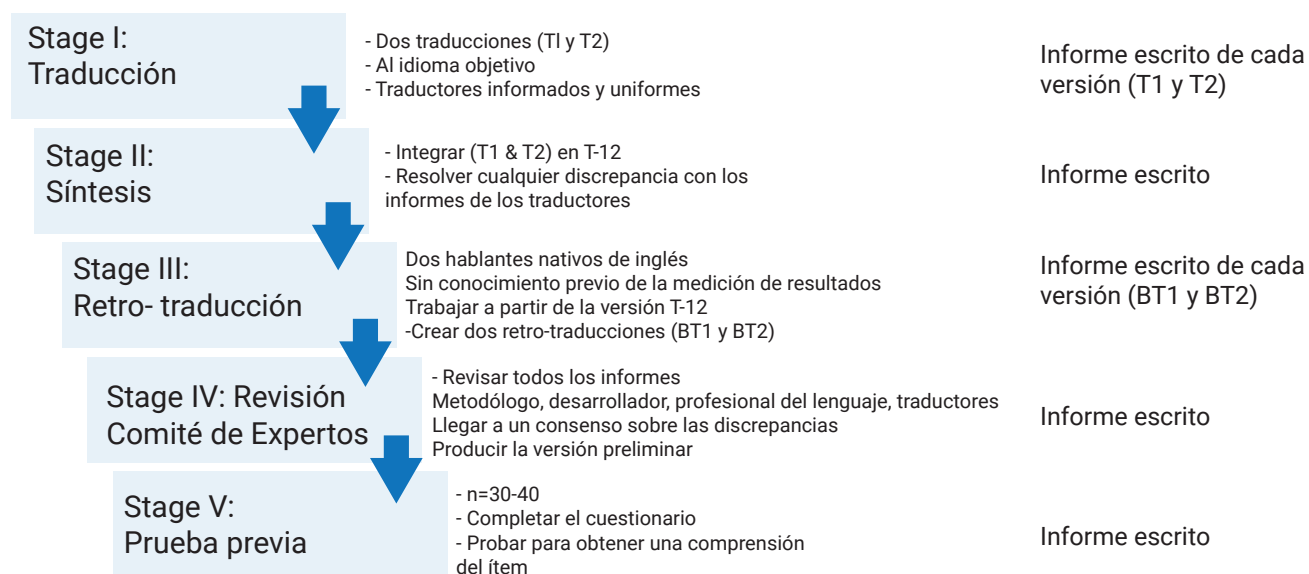 Stage I:
Traducción
- Dos traducciones (Tl y T2)
- Al idioma objetivo
- Traductores informados y uniformes
Informe escrito de cada
versión (T1 y T2)
Stage II:
Síntesis
- Integrar (T1 & T2) en T-12
- Resolver cualquier discrepancia con los
informes de los traductores
Informe escrito
Stage III:
Retro- traducción
Dos hablantes nativos de inglés
Sin conocimiento previo de la medición de resultados
Trabajar a partir de la versión T-12
-Crear dos retro-traducciones (BT1 y BT2)
Informe escrito de cada
versión (BT1 y BT2)
Stage IV: Revisión
Comité de Expertos
- Revisar todos los informes
Metodólogo, desarrollador, profesional del lenguaje, traductores
Llegar a un consenso sobre las discrepancias
Producir la versión preliminar
Informe escrito
Stage V:
Prueba previa
- n=30-40
- Completar el cuestionario
- Probar para obtener una comprensión
del ítem
Informe escrito